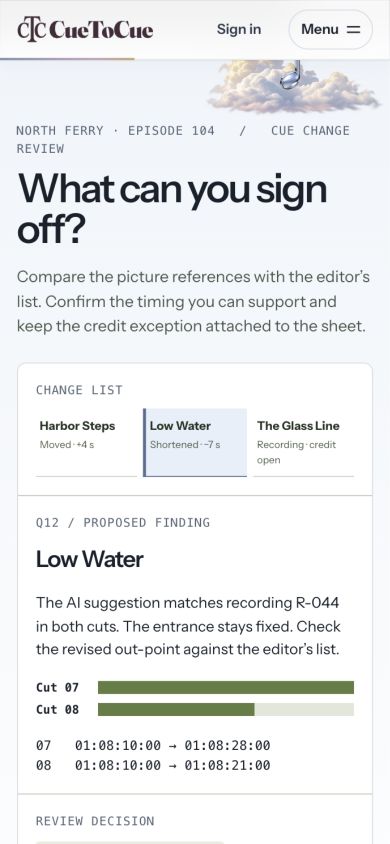 CTC CueToCue
Sign in
Menu
NORTH FERRY · EPISODE 104 / CUE CHANGE
REVIEW
What can you sign
off?
Compare the picture references with the editor's
list. Confirm the timing you can support and
keep the credit exception attached to the sheet.
CHANGE LIST
Harbor Steps
Moved · +4 s
Low Water
Shortened · −7 s
The Glass Line
Recording · credit
open
Q12 / PROPOSED FINDING
Low Water
The AI suggestion matches recording R-044
in both cuts. The entrance stays fixed. Check
the revised out-point against the editor's list.
Cut 07
Cut 08
07 01:08:10:00 → 01:08:28:00
08 01:08:10:00 → 01:08:21:00
REVIEW DECISION